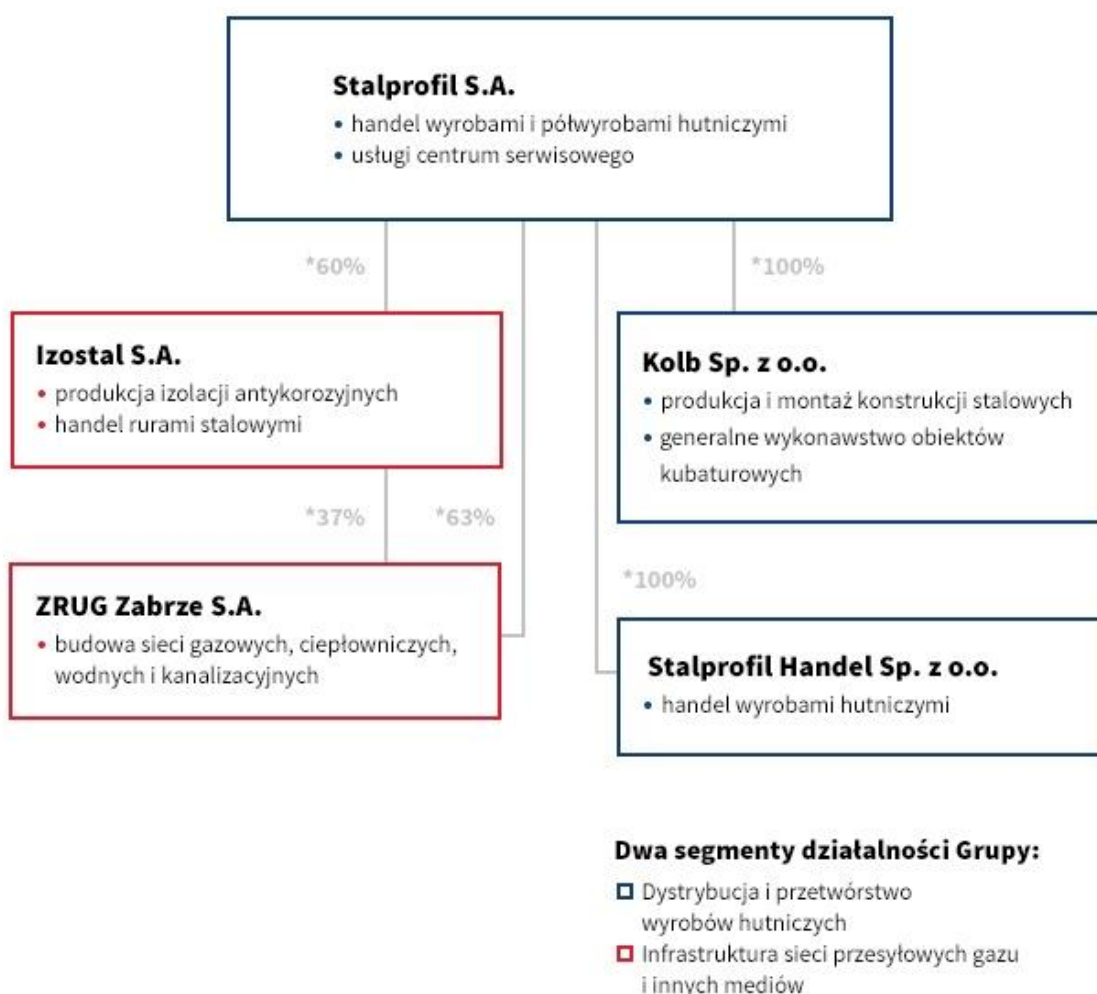 Stalprofil S.A.
• handel wyrobami i półwyrobami hutniczymi
• usługi centrum serwisowego
*60%
*100%
Izostal S.A.
• produkcja izolacji antykorozyjnych
• handel rurami stalowymi
Kolb Sp. z o.o.
• produkcja i montaż konstrukcji stalowych
• generalne wykonawstwo obiektów
kubaturowych
*37%
*63%
*100%
ZRUG Zabrze S.A.
• budowa sieci gazowych, ciepłowniczych,
wodnych i kanalizacyjnych
Stalprofil Handel Sp. z o.o.
• handel wyrobami hutniczymi
Dwa segmenty działalności Grupy:
Dystrybucja i przetwórstwo
wyrobów hutniczych
Infrastruktura sieci przesyłowych gazu
i innych mediów